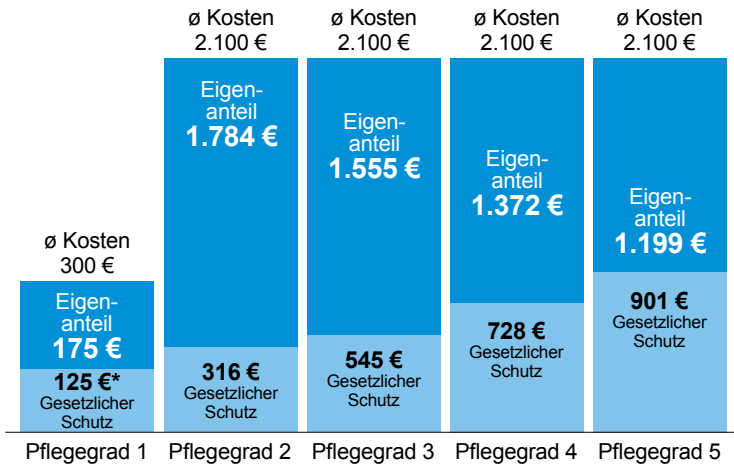 ø Kosten
300 €
Eigen-
anteil
175 €
125 €*
Gesetzlicher
Schutz
Pflegegrad 1
ø Kosten
2.100 €
Eigen-
anteil
1.784 €
316 €
Gesetzlicher
Schutz
Pflegegrad 2
ø Kosten
2.100 €
Eigen-
anteil
1.555 €
545 €
Gesetzlicher
Schutz
Pflegegrad 3
ø Kosten
2.100 €
Eigen-
anteil
1.372 €
728 €
Gesetzlicher
Schutz
Pflegegrad 4
ø Kosten
2.100 €
Eigen-
anteil
1.199 €
901 €
Gesetzlicher
Schutz
Pflegegrad 5